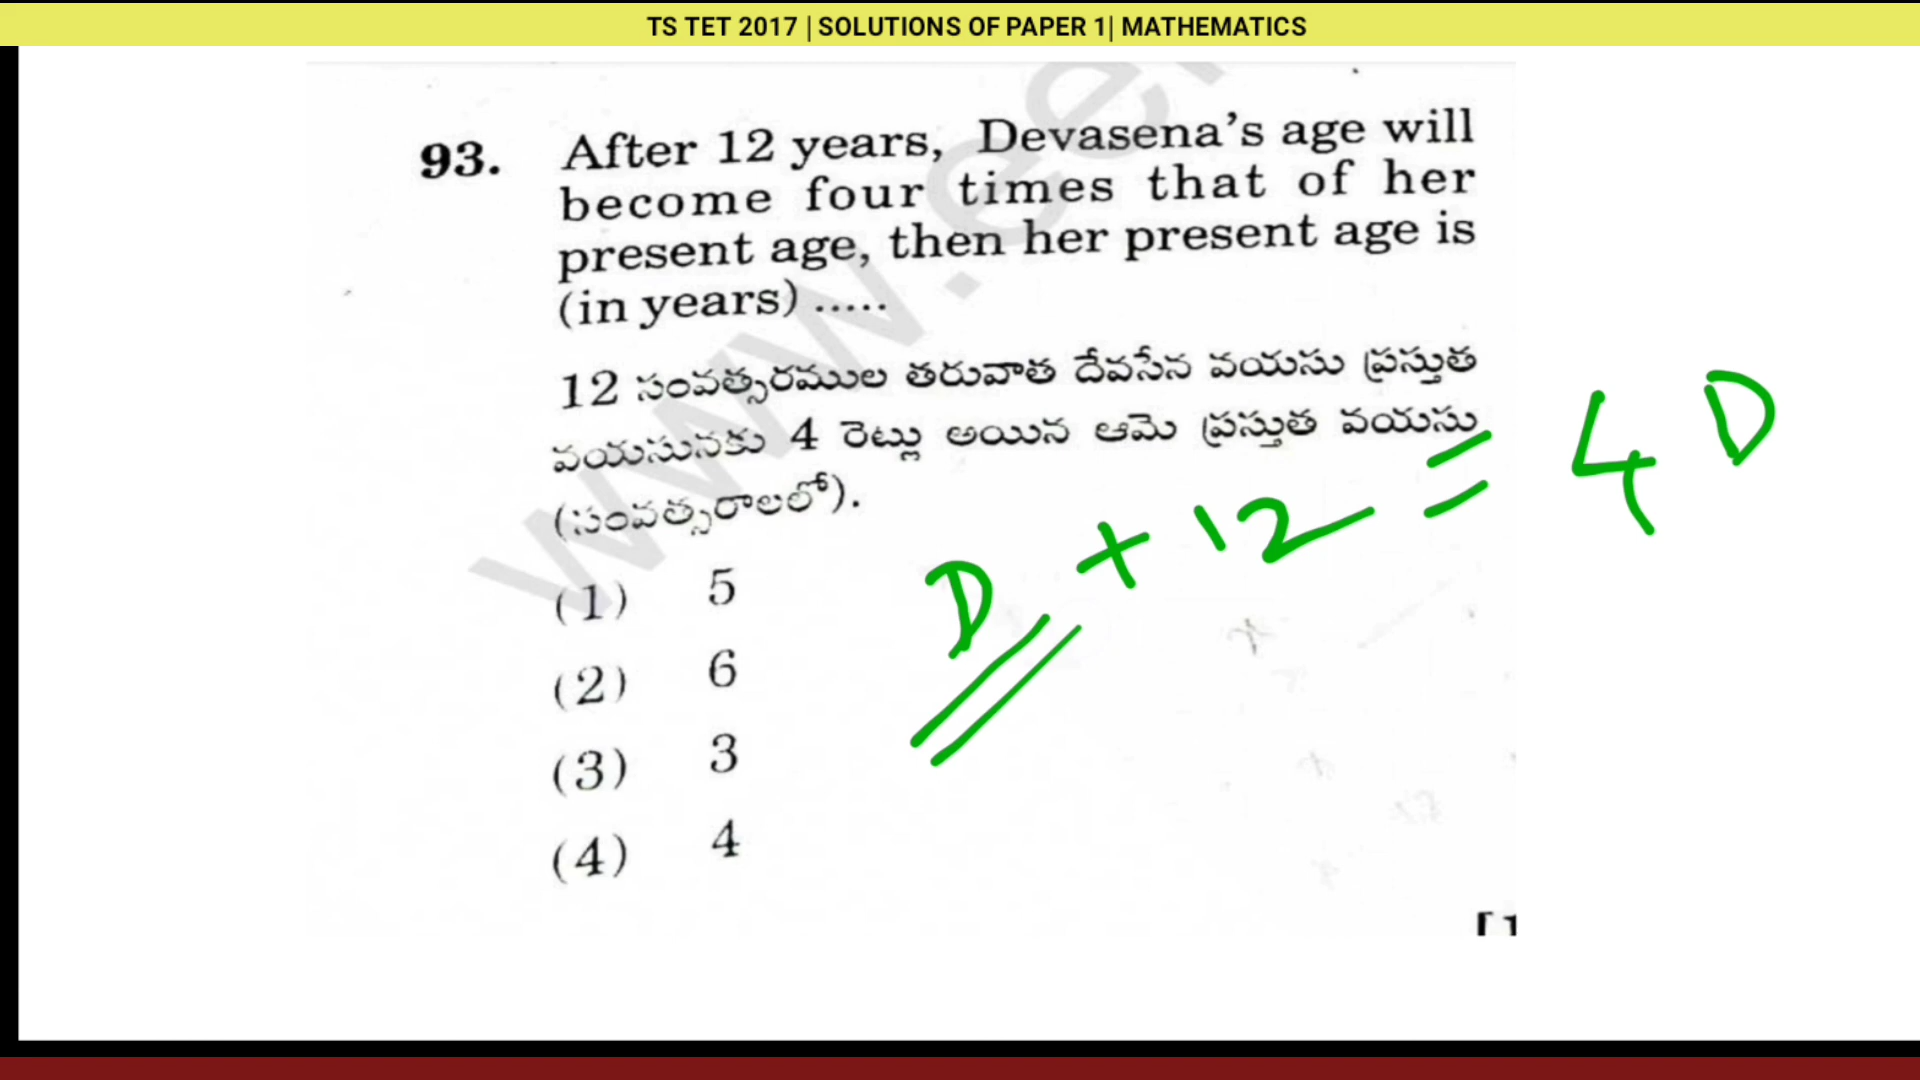 TS TET 2017 | SOLUTIONS OF PAPER 1| MATHEMATICS
93. After 12 years, Devasena's age will
become four times that of her
present age, then her present age is
(in years) .....
12 సంవత్సరముల తరువాత దేవసేన వయసు ప్రస్తుత
వయసునకు 4 రెట్లు అయిన ఆమె ప్రస్తుత వయసు
(సంవత్సరాలలో).
D + 12 = 4 D
(1) 5
(2) 6
(3) 3
(4) 4